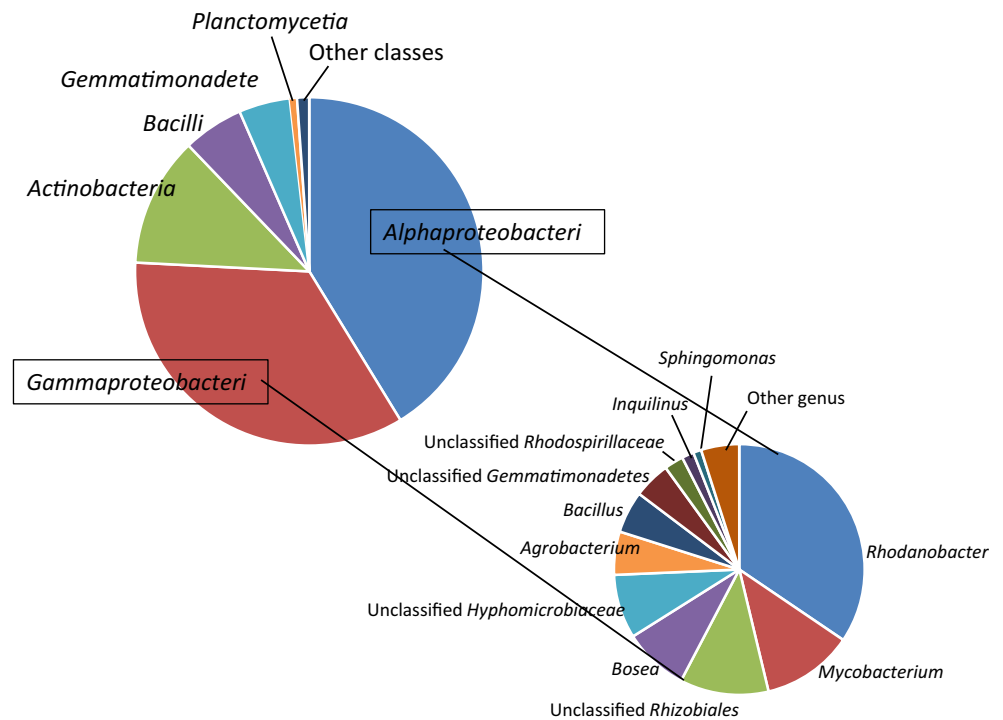 Planctomycetia
Other classes
Gemmatimonadete
Bacilli
Actinobacteria
Alphaproteobacteri
Gammaproteobacteri
Sphingomonas
Inquilinus
Other genus
Unclassified Rhodospirillaceae
Unclassified Gemmatimonadetes
Bacillus
Agrobacterium
Rhodanobacter
Unclassified Hyphomicrobiaceae
Bosea
Mycobacterium
Unclassified Rhizobiales